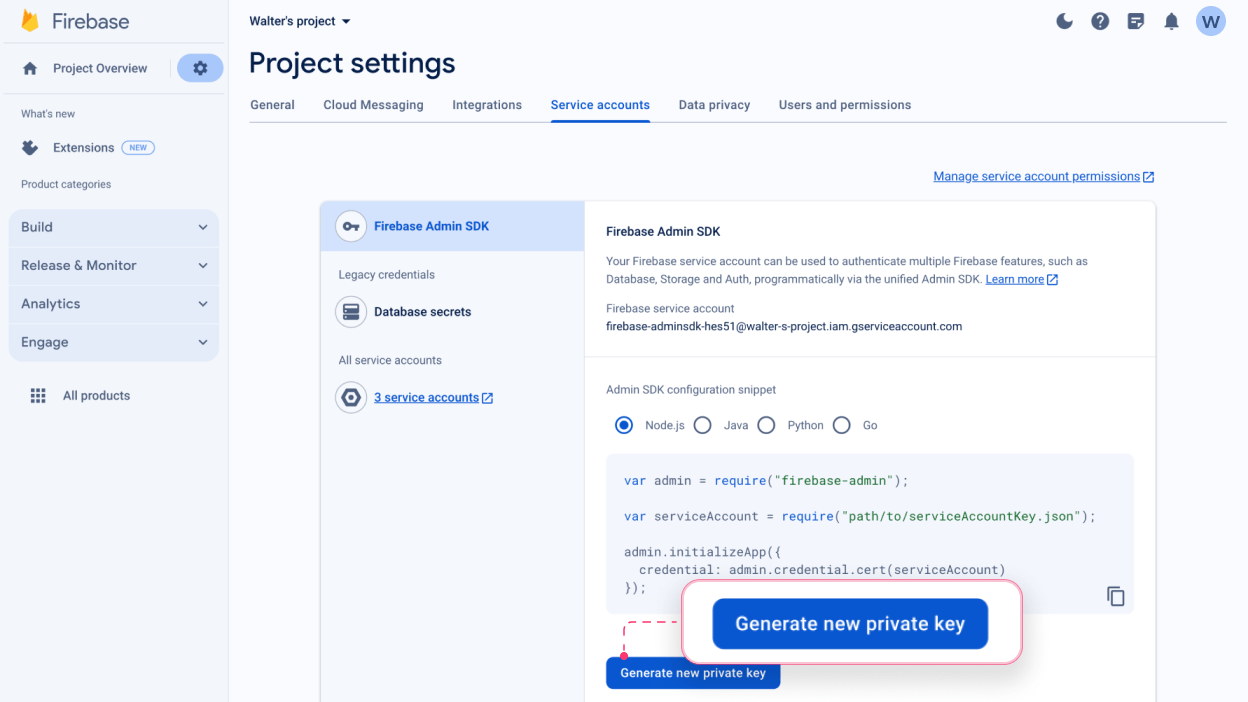 Firebase
Walter's project
W
Project Overview
Project settings
General Cloud Messaging Integrations Service accounts Data privacy Users and permissions
What's new
Extensions NEW
Product categories
Build
Release & Monitor
Analytics
Engage
All products
Manage service account permissions
Firebase Admin SDK
Legacy credentials
Database secrets
All service accounts
3 service accounts
Firebase Admin SDK
Your Firebase service account can be used to authenticate multiple Firebase features, such as
Database, Storage and Auth, programmatically via the unified Admin SDK. Learn more
Firebase service account
firebase-adminsdk-hes51@walter-s-project.iam.gserviceaccount.com
Admin SDK configuration snippet
Node.js Java Python Go
var admin = require("firebase-admin");
var serviceAccount = require("path/to/serviceAccountKey.json");
admin.initializeApp({
  credential: admin.credential.cert(serviceAccount)
});
Generate new private key
Generate new private key